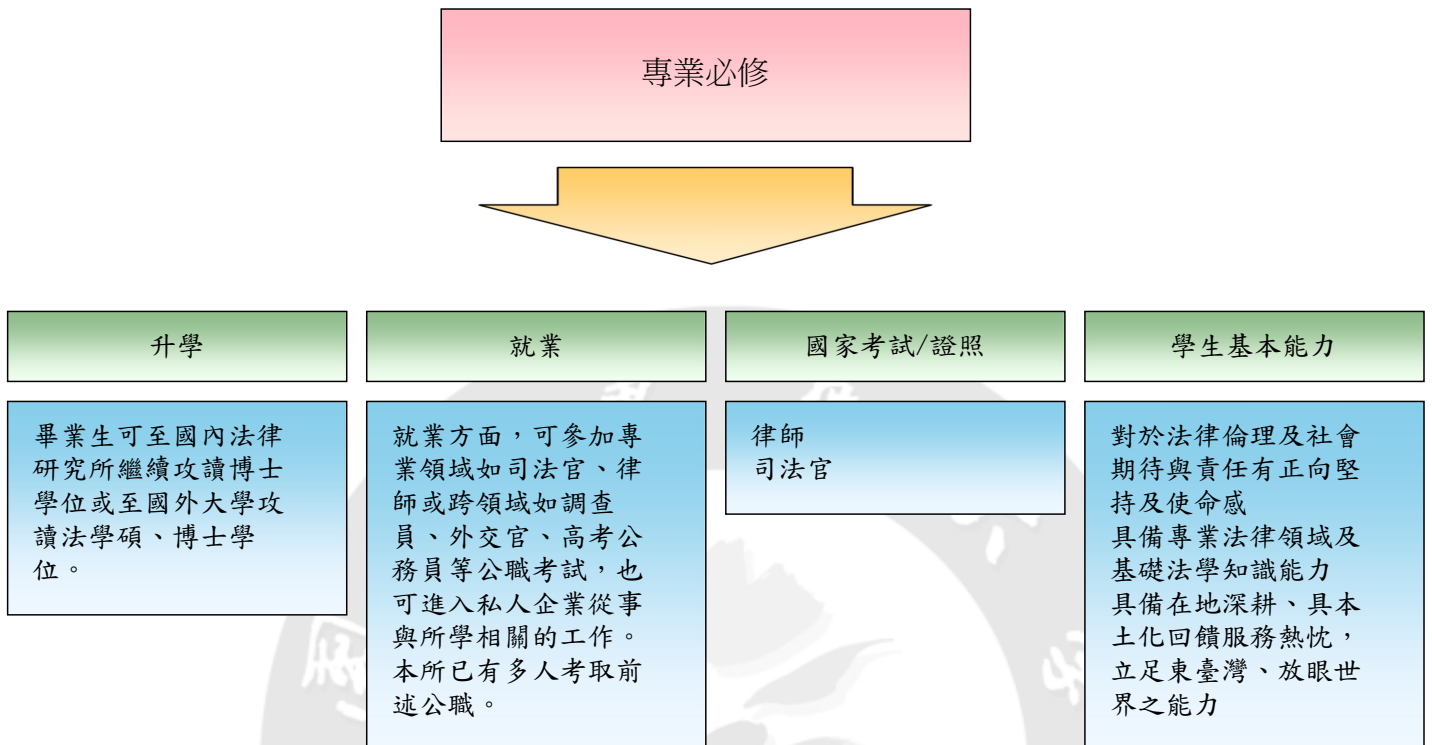 專業必修
升學
就業
國家考試/證照
學生基本能力
畢業生可至國內法律
研究所繼續攻讀博士
學位或至國外大學攻
讀法學碩、博士學
位。
就業方面，可參加專
業領域如司法官、律
師或跨領域如調查
員、外交官、高考公
務員等公職考試，也
可進入私人企業從事
與所學相關的工作。
本所已有多人考取前
述公職。
律師
司法官
對於法律倫理及社會
期待與責任有正向堅
持及使命感
具備專業法律領域及
基礎法學知識能力
具備在地深耕、具本
土化回饋服務熱忱，
立足東臺灣、放眼世
界之能力